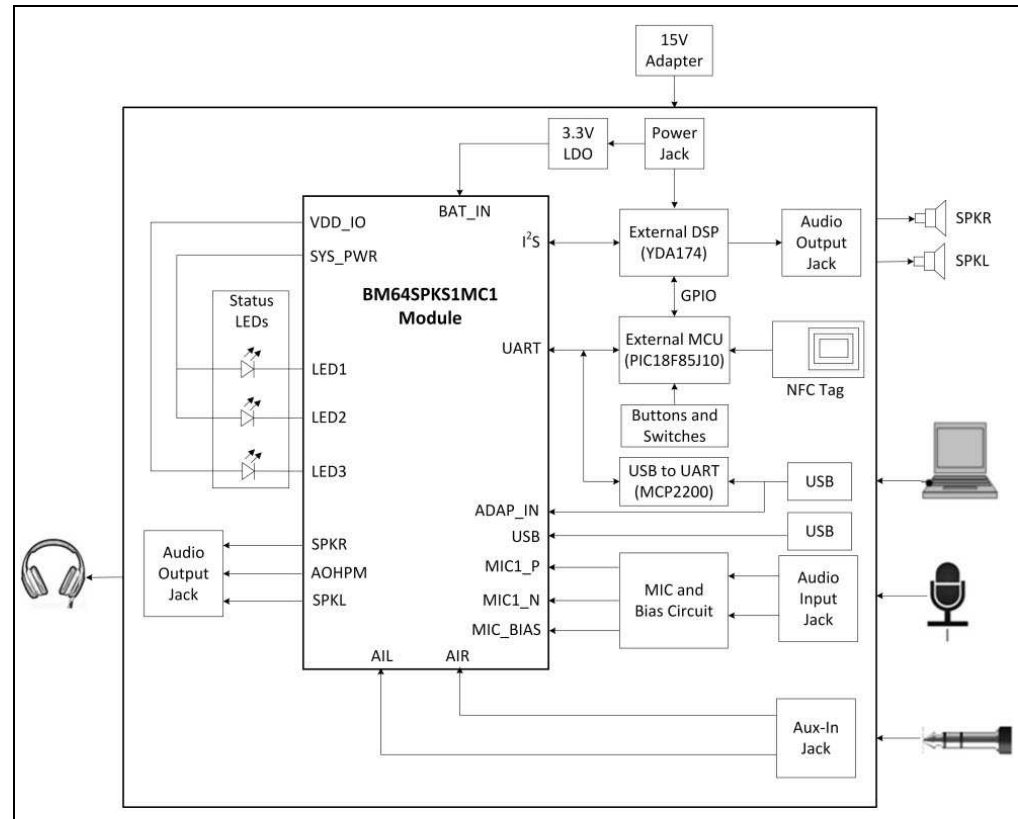 15V
Adapter
3.3V
LDO
Power
Jack
BAT_IN
VDD_IO
SYS_PWR
I²S
External DSP
(YDA174)
Audio
Output
Jack
SPKR
SPKL
BM64SPKS1MC1
Module
GPIO
Status
LEDs
UART
External MCU
(PIC18F85J10)
NFC Tag
LED1
LED2
LED3
Buttons and
Switches
USB to UART
(MCP2200)
USB
ADAP_IN
USB
USB
SPKR
AOHPM
SPKL
Audio
Output
Jack
MIC1_P
MIC1_N
MIC_BIAS
MIC and
Bias Circuit
Audio
Input
Jack
AIL
AIR
Aux-In
Jack